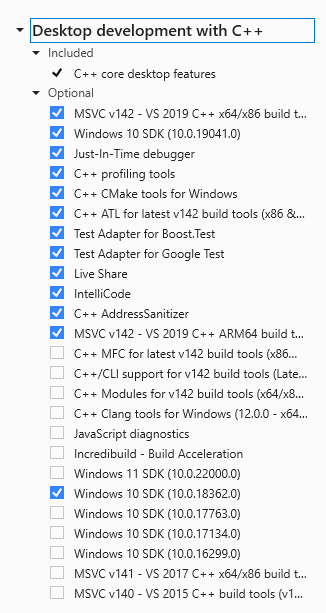 Desktop development with C++
Included
C++ core desktop features
Optional
MSVC v142 - VS 2019 C++ x64/x86 build t...
Windows 10 SDK (10.0.19041.0)
Just-In-Time debugger
C++ profiling tools
C++ CMake tools for Windows
C++ ATL for latest v142 build tools (x86 &...
Test Adapter for Boost.Test
Test Adapter for Google Test
Live Share
IntelliCode
C++ AddressSanitizer
MSVC v142 - VS 2019 C++ ARM64 build t...
C++ MFC for latest v142 build tools (x86...
C++/CLI support for v142 build tools (Late...
C++ Modules for v142 build tools (x64/x8...
C++ Clang tools for Windows (12.0.0 - x64...
JavaScript diagnostics
Incredibuild - Build Acceleration
Windows 11 SDK (10.0.22000.0)
Windows 10 SDK (10.0.18362.0)
Windows 10 SDK (10.0.17763.0)
Windows 10 SDK (10.0.17134.0)
Windows 10 SDK (10.0.16299.0)
MSVC v141 - VS 2017 C++ x64/x86 build t...
MSVC v140 - VS 2015 C++ build tools (v1...